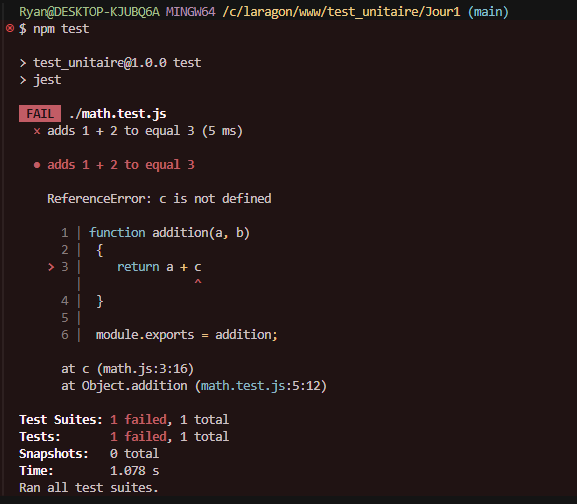 Ryan@DESKTOP-KJUBQ6A MINGW64 /c/laragon/www/test_unitaire/Jour1 (main)
$ npm test
> test_unitaire@1.0.0 test
> jest
FAIL ./math.test.js
× adds 1 + 2 to equal 3 (5 ms)
● adds 1 + 2 to equal 3
ReferenceError: c is not defined
1 | function addition(a, b)
2 | {
> 3 |     return a + c
|                ^
4 | }
5 |
6 | module.exports = addition;
at c (math.js:3:16)
at Object.addition (math.test.js:5:12)
Test Suites: 1 failed, 1 total
Tests:       1 failed, 1 total
Snapshots:   0 total
Time:        1.078 s
Ran all test suites.